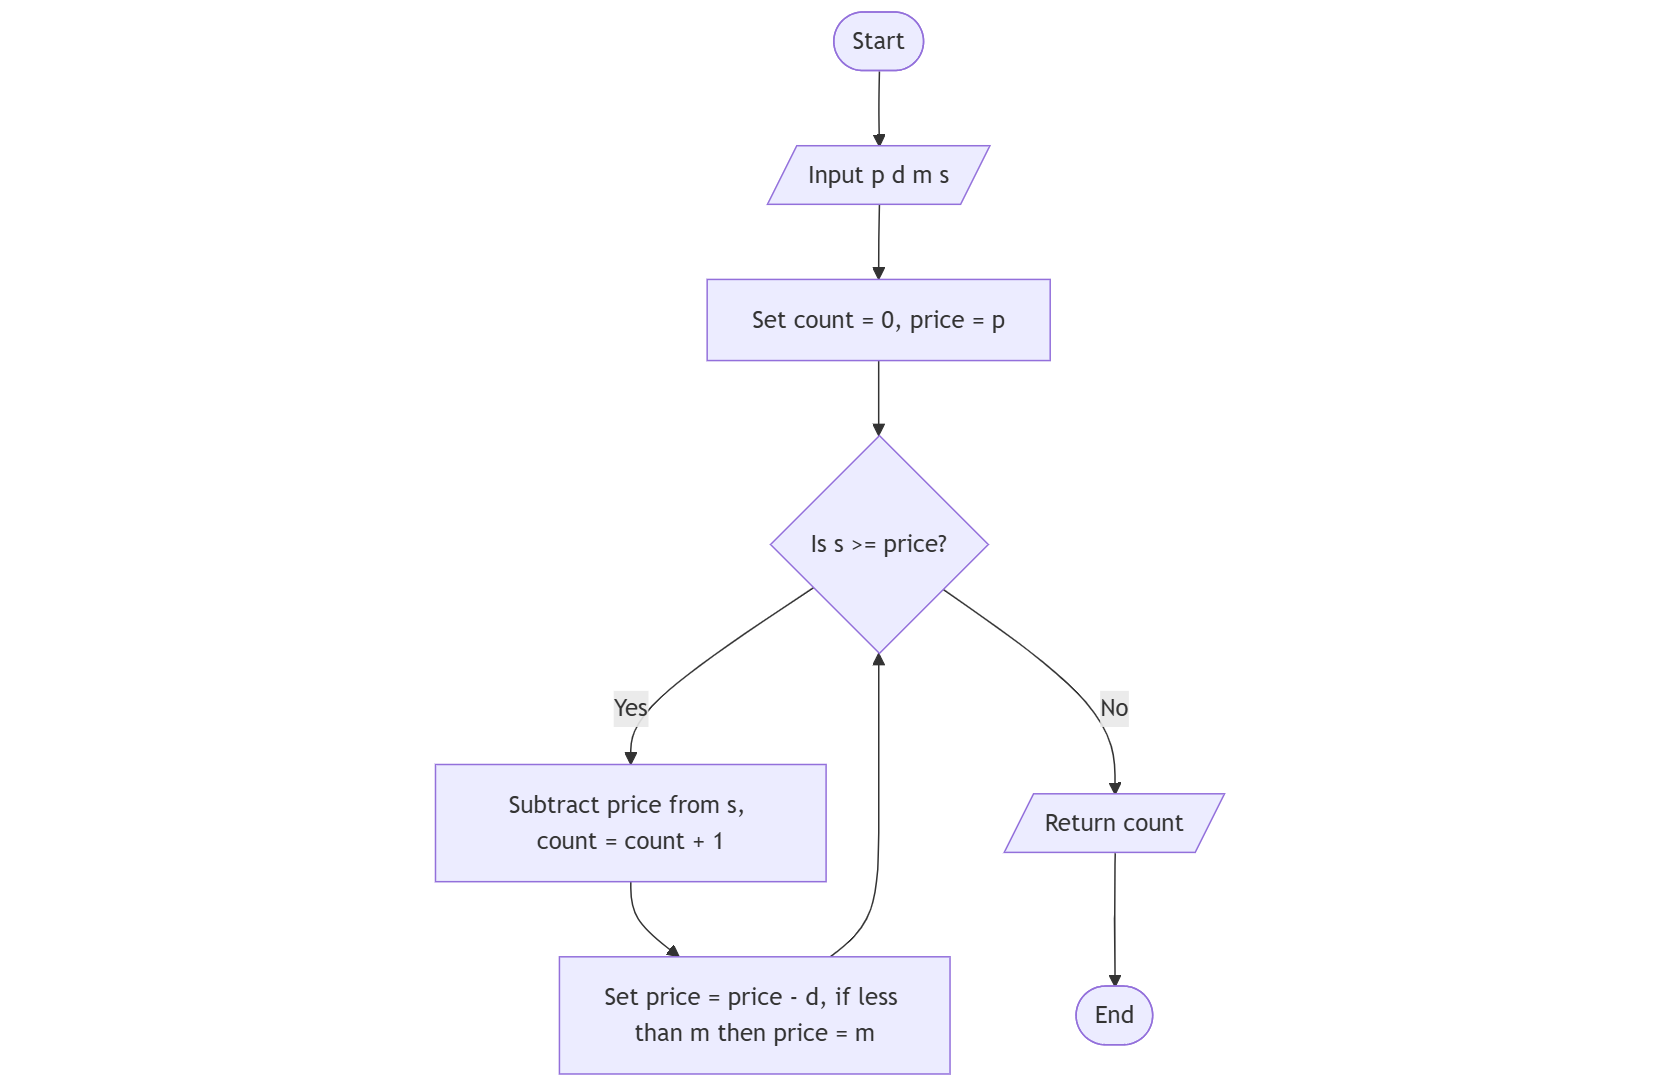 Start
Input p d m s
Set count = 0, price = p
Is s >= price?
Yes
No
Subtract price from s,
count = count + 1
Return count
Set price = price - d, if less
than m then price = m
End